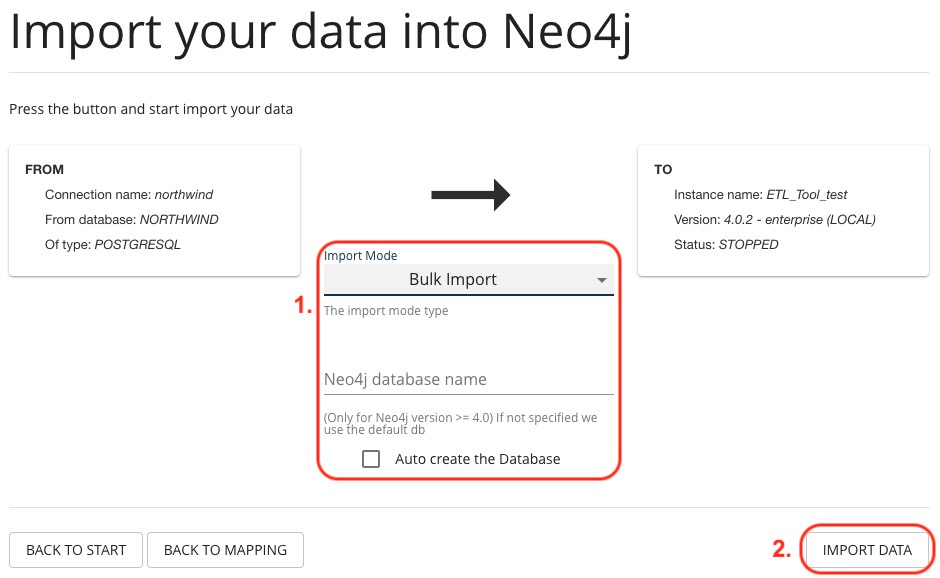 Import your data into Neo4j
Press the button and start import your data
FROM
Connection name: northwind
From database: NORTHWIND
Of type: POSTGRESQL
TO
Instance name: ETL_Tool_test
Version: 4.0.2 - enterprise (LOCAL)
Status: STOPPED
1.
Import Mode
Bulk Import
The import mode type
Neo4j database name
(Only for Neo4j version >= 4.0) If not specified we
use the default db
Auto create the Database
BACK TO START
BACK TO MAPPING
2.
IMPORT DATA